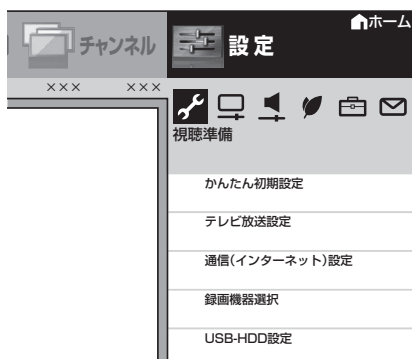 ホーム
チャンネル
設定
××× ×××
視聴準備
かんたん初期設定
テレビ放送設定
通信(インターネット)設定
録画機器選択
USB-HDD設定